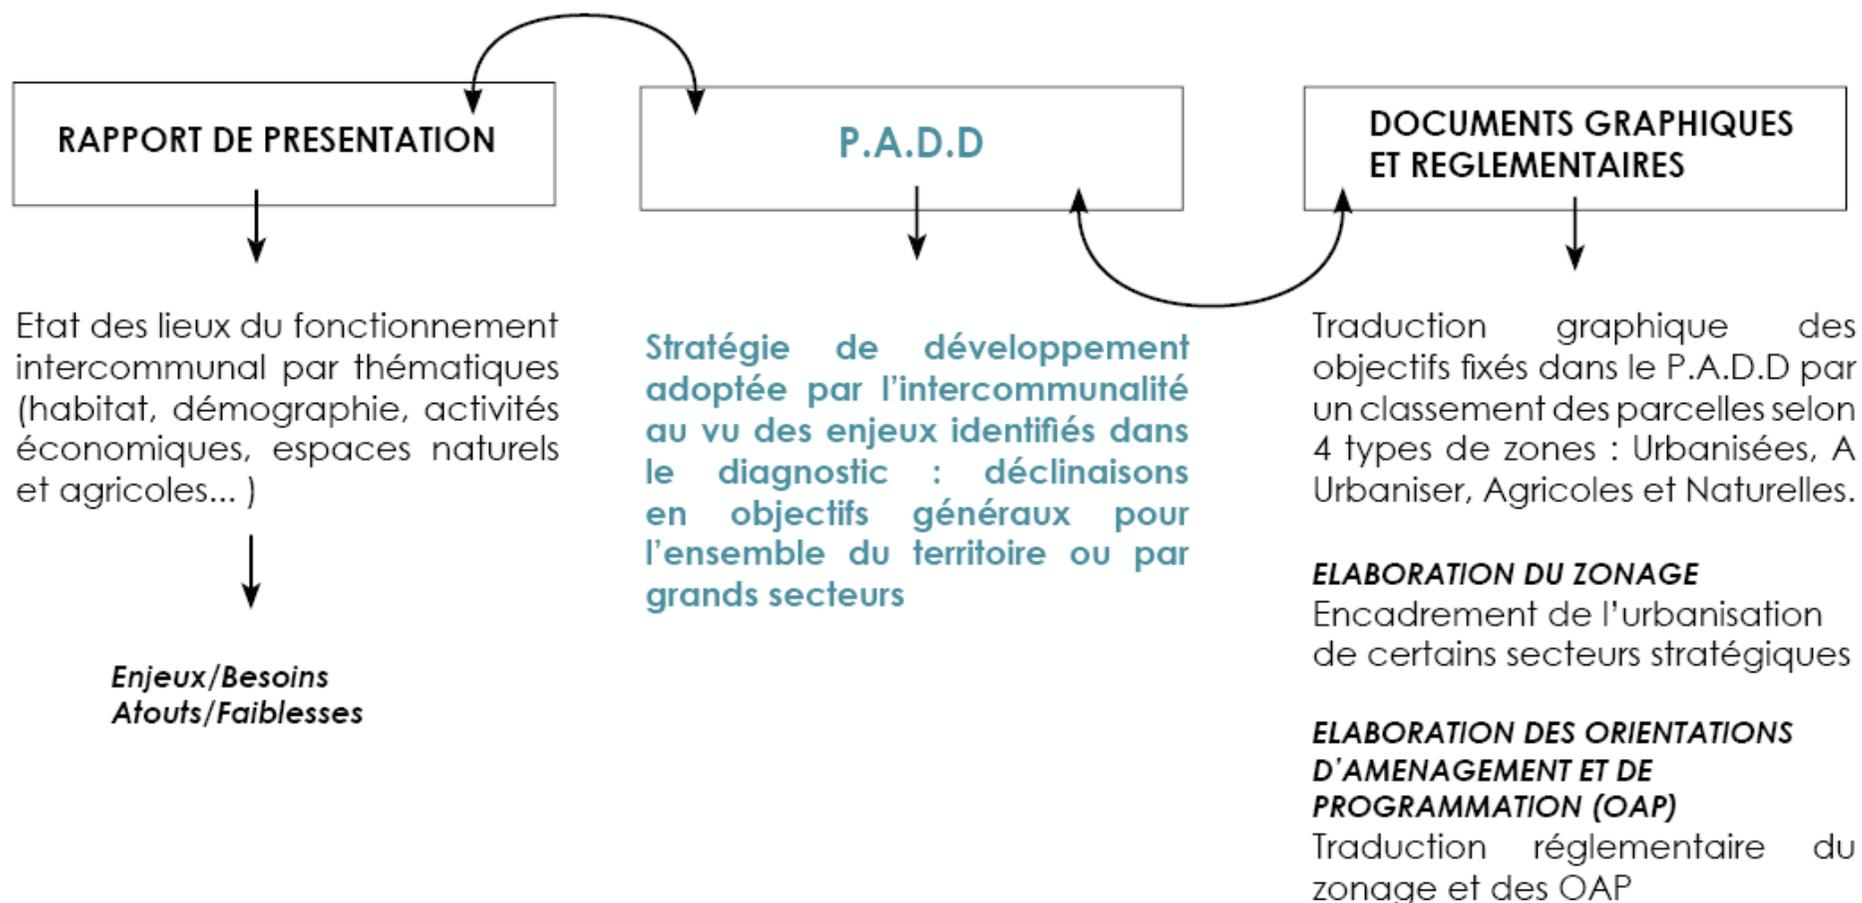 RAPPORT DE PRESENTATION
Etat des lieux du fonctionnement
intercommunal par thématiques
(habitat, démographie, activités
économiques, espaces naturels
et agricoles... )
Enjeux/Besoins
Atouts/Faiblesses
P.A.D.D
Stratégie de développement
adoptée par l'intercommunalité
au vu des enjeux identifiés dans
le diagnostic : déclinaisons
en objectifs généraux pour
l'ensemble du territoire ou par
grands secteurs
DOCUMENTS GRAPHIQUES
ET REGLEMENTAIRES
Traduction graphique des
objectifs fixés dans le P.A.D.D par
un classement des parcelles selon
4 types de zones : Urbanisées, A
Urbaniser, Agricoles et Naturelles.
ELABORATION DU ZONAGE
Encadrement de l'urbanisation
de certains secteurs stratégiques
ELABORATION DES ORIENTATIONS
D'AMENAGEMENT ET DE
PROGRAMMATION (OAP)
Traduction réglementaire du
zonage et des OAP